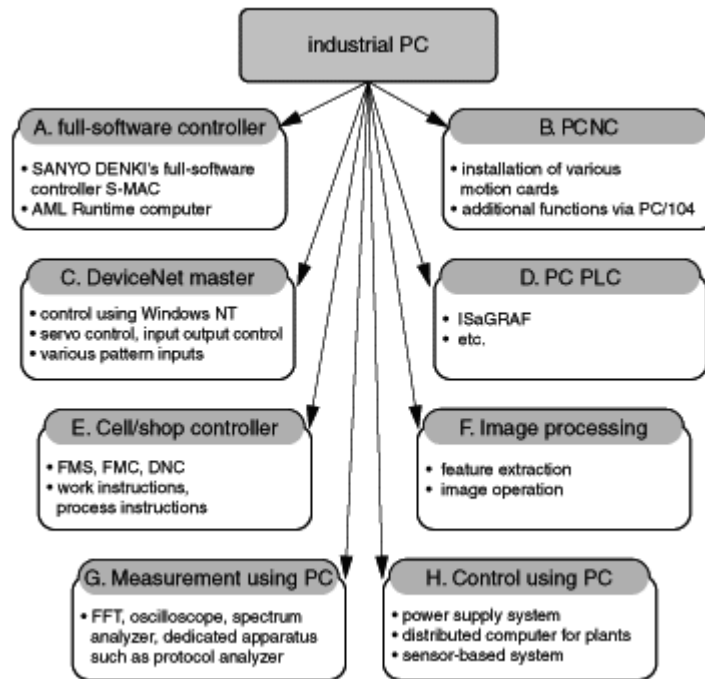 industrial PC
A. full-software controller
• SANYO DENKI's full-software
controller S-MAC
• AML Runtime computer
B. PCNC
• installation of various
motion cards
• additional functions via PC/104
C. DeviceNet master
• control using Windows NT
• servo control, input output control
• various pattern inputs
D. PC PLC
• ISaGRAF
• etc.
E. Cell/shop controller
• FMS, FMC, DNC
• work instructions,
process instructions
F. Image processing
• feature extraction
• image operation
G. Measurement using PC
• FFT, oscilloscope, spectrum
analyzer, dedicated apparatus
such as protocol analyzer
H. Control using PC
• power supply system
• distributed computer for plants
• sensor-based system